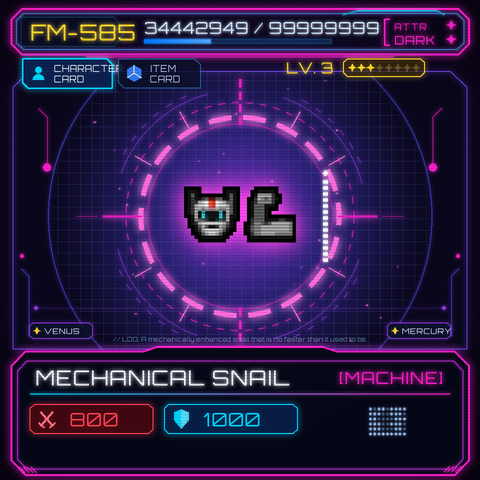 FM-585
34442949 / 99999999
ATTR
DARK
CHARACTER
CARD
ITEM
CARD
LV. 3
VENUS
MERCURY
// LOG: A mechanically enhanced snail that is no faster than it used to be
MECHANICAL SNAIL
[MACHINE]
800
1000